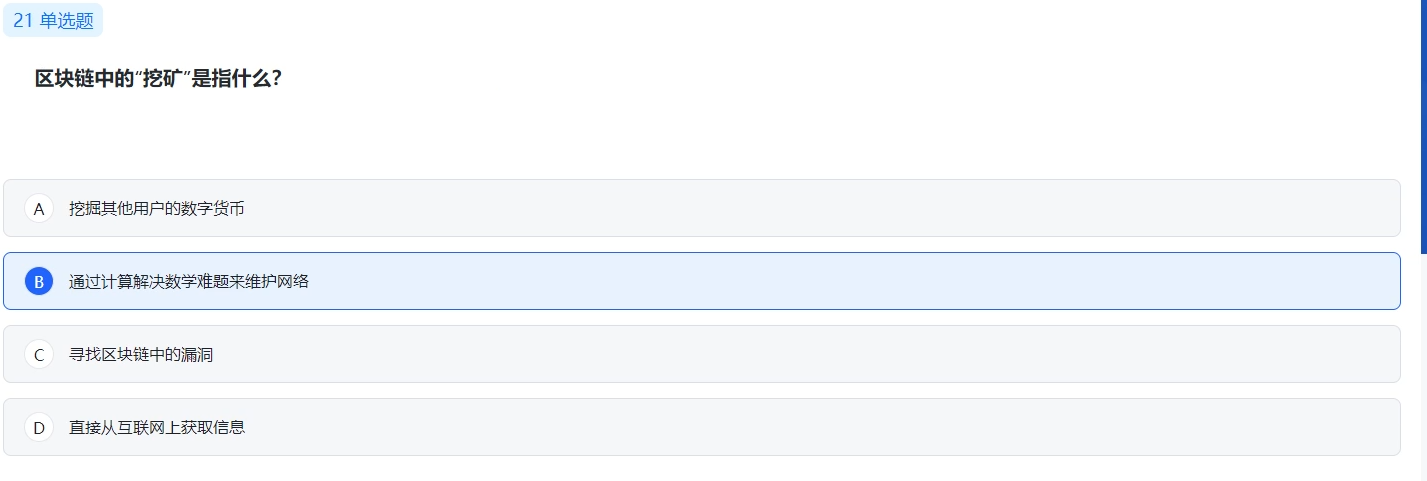 21 单选题
区块链中的“挖矿”是指什么？
A 挖掘其他用户的数字货币
B 通过计算解决数学难题来维护网络
C 寻找区块链中的漏洞
D 直接从互联网上获取信息